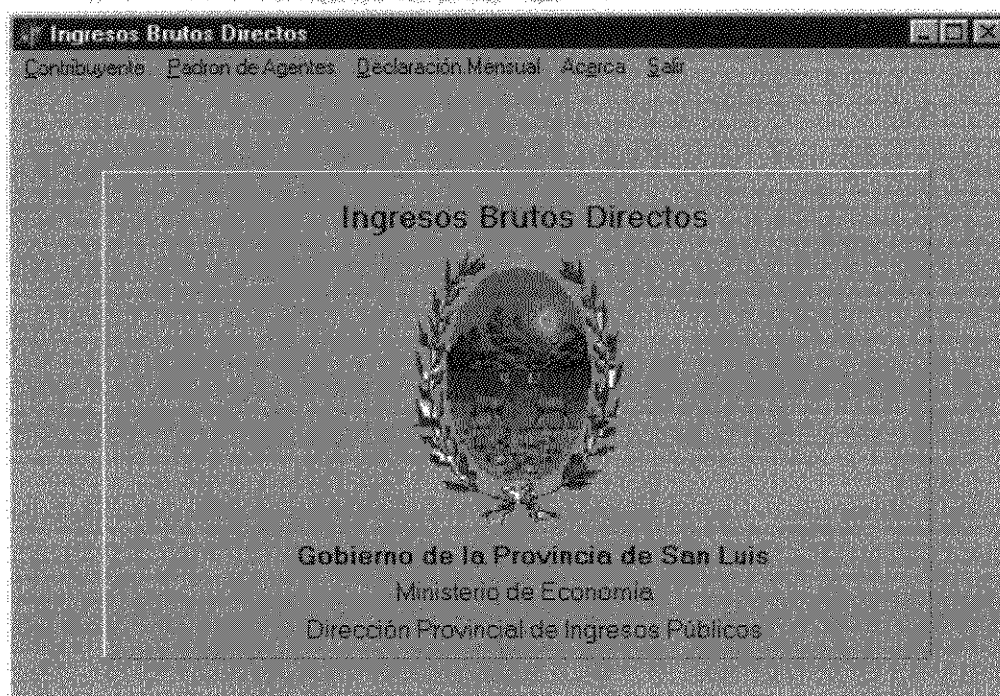 Ingresos Brutos Directos
Contribuyente Padron de Agentes Declaración Mensual Acerca Salir
Ingresos Brutos Directos
Gobierno de la Provincia de San Luis
Ministerio de Economía
Dirección Provincial de Ingresos Públicos